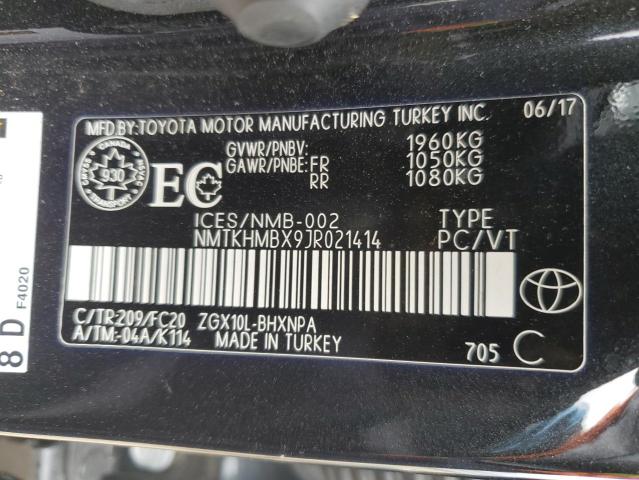 MFD.BY:TOYOTA MOTOR MANUFACTURING TURKEY INC. 06/17
GVWR/PNBV: 1960KG
GAWR/PNBE:FR 1050KG
RR 1080KG
CANADA
930
TRANSPORT
EC
ICES/NMB-002 TYPE
NMTKHMBX9JR021414 PC/VT
C/TR:209/FC20 ZGX10L-BHXNPA
A/TM:-04A/K114 MADE IN TURKEY
705 C
8 D
F4020